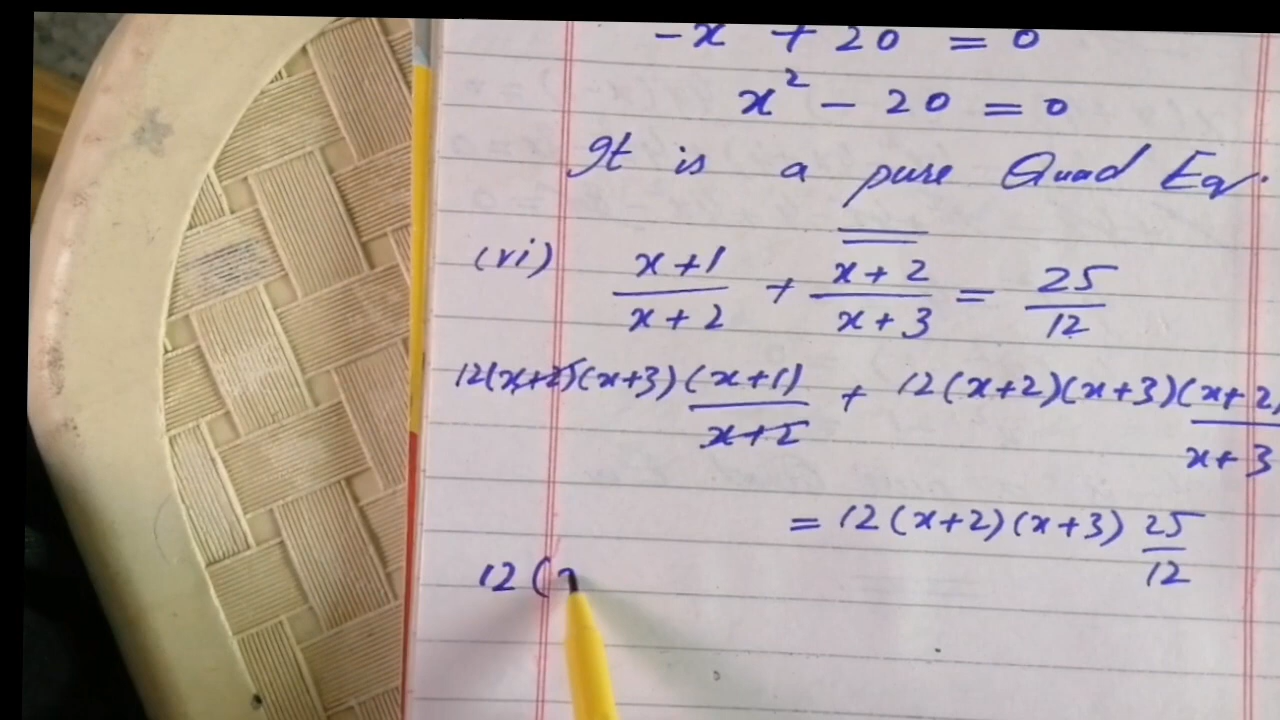 -x + 20 = 0
x² - 20 = 0
It is a pure Quad Eq.
(vi) x+1/x+2 + x+2/x+3 = 25/12
12(x+2)(x+3)(x+1)/x+2 + 12(x+2)(x+3)(x+2)/x+3
= 12(x+2)(x+3) 25/12
12(